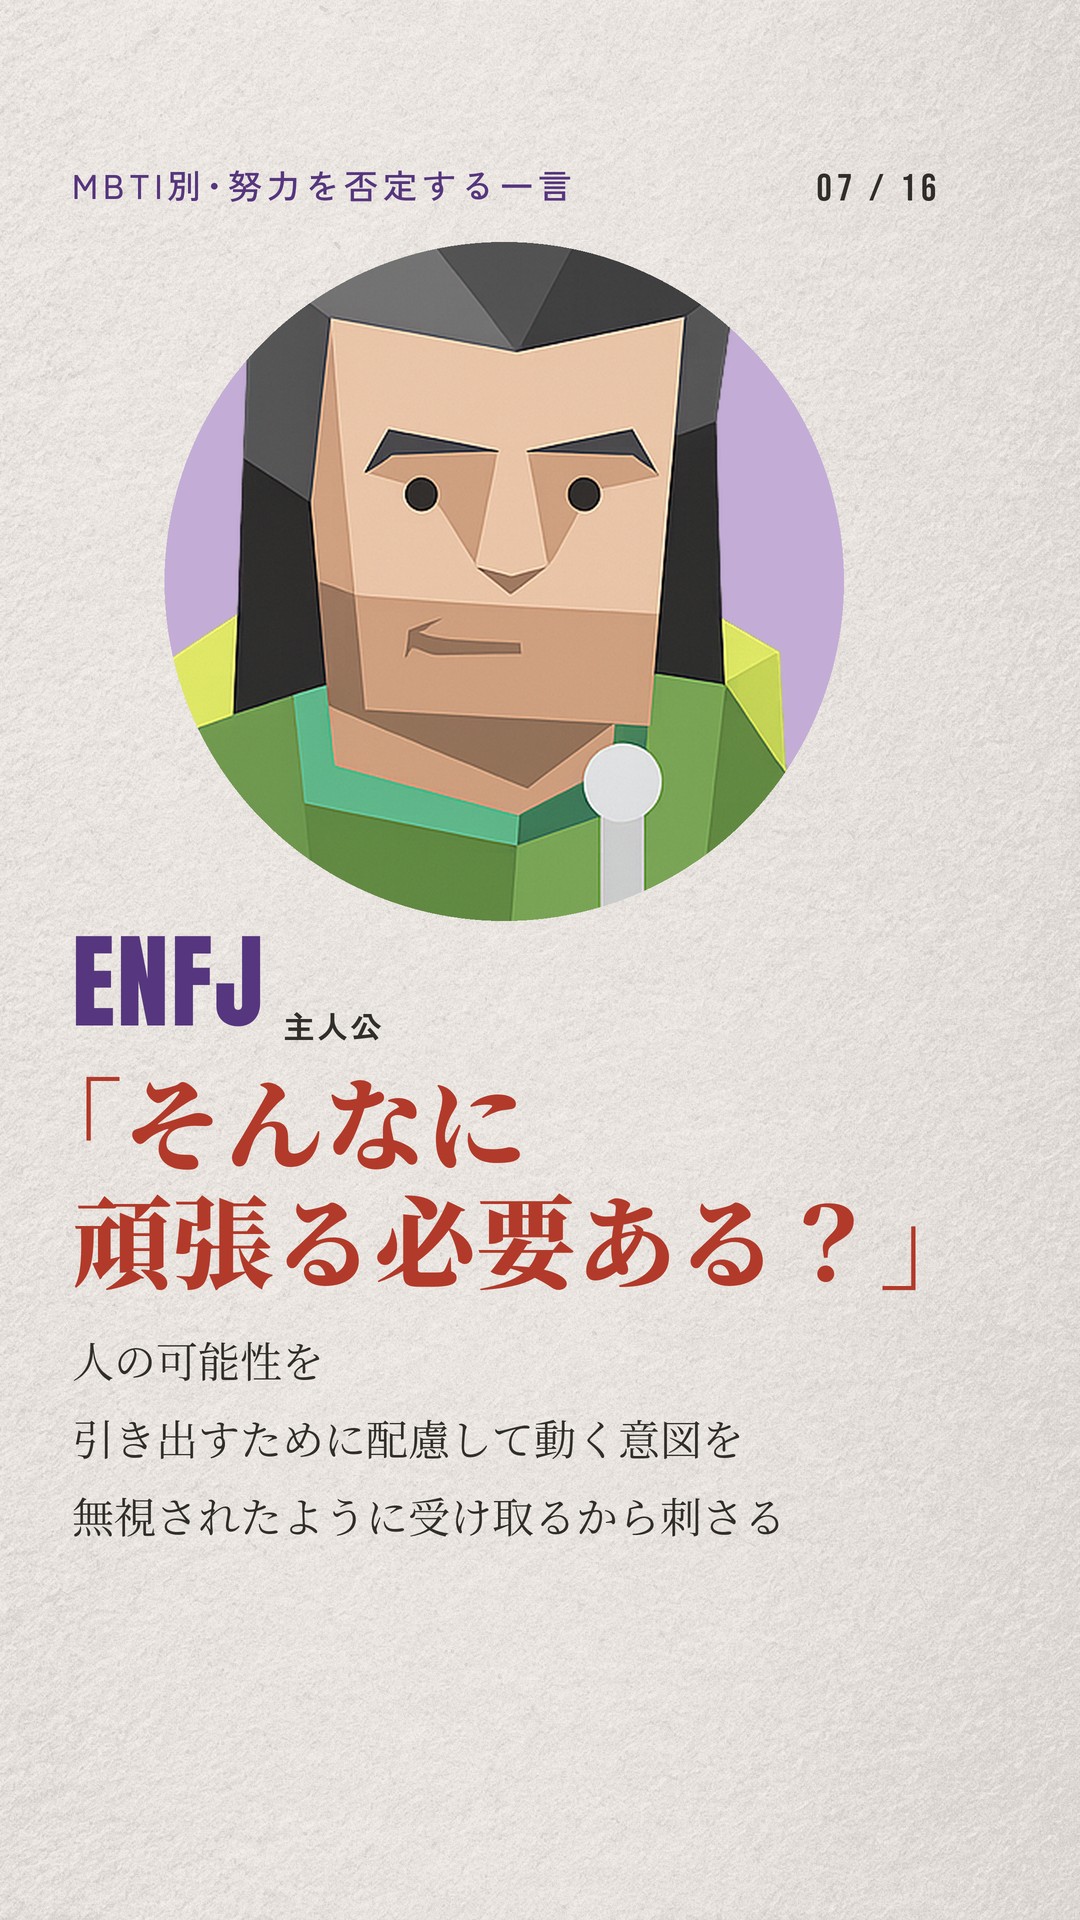 MBTI別・努力を否定する一言
07 / 16
ENFJ 主人公
「そんなに
頑張る必要ある？」
人の可能性を
引き出すために配慮して動く意図を
無視されたように受け取るから刺さる